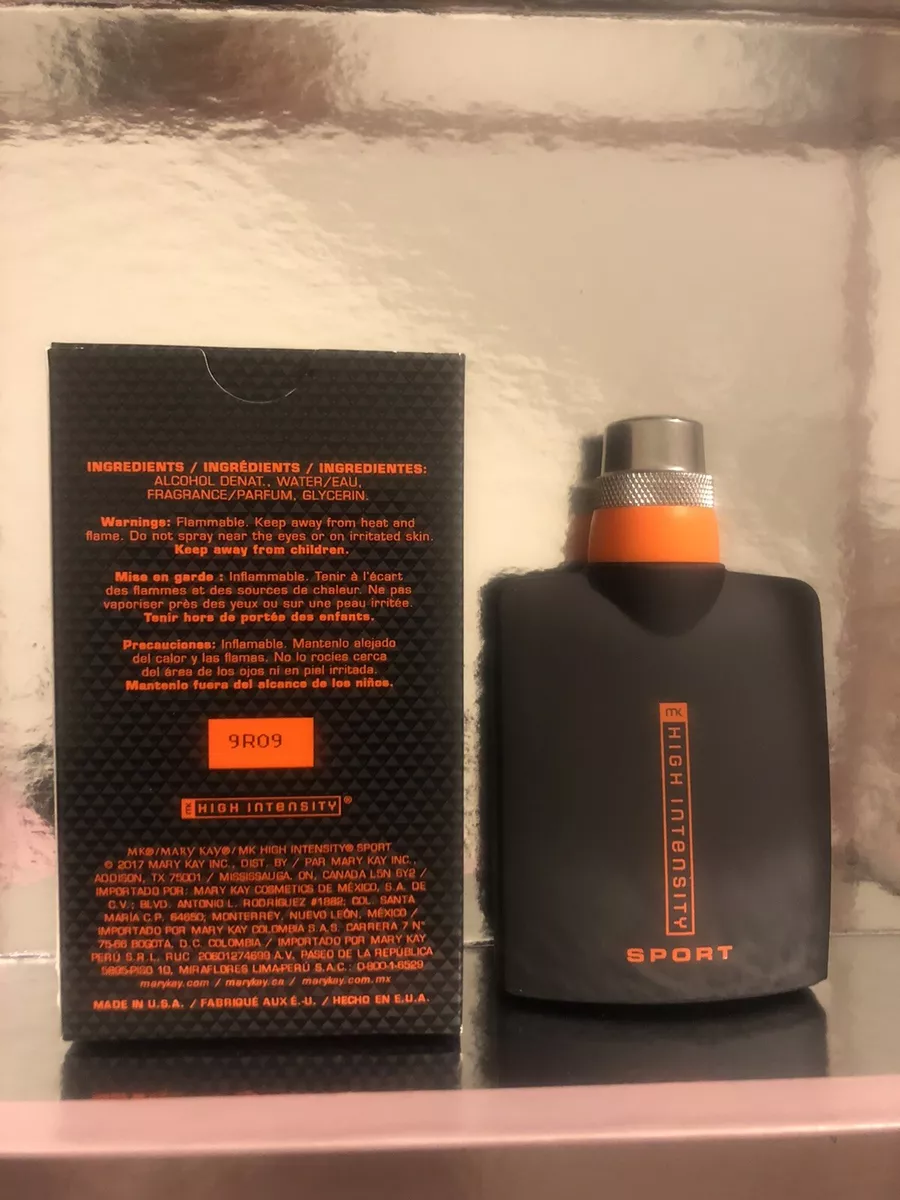 INGREDIENTS / INGRÉDIENTS / INGREDIENTES:
ALCOHOL DENAT., WATER/EAU,
FRAGRANCE/PARFUM, GLYCERIN.
Warnings: Flammable. Keep away from heat and
flame. Do not spray near the eyes or on irritated skin.
Keep away from children.
Mise en garde : Inflammable. Tenir à l'écart
des flammes et des sources de chaleur. Ne pas
vaporiser près des yeux ou sur une peau irritée.
Tenir hors de portée des enfants.
Precauciones: Inflamable. Mantenlo alejado
del calor y las flamas. No lo rocíes cerca
del área de los ojos ni en piel irritada.
Mantenlo fuera del alcance de los niños.
9R09
mK HIGH INTENSITY®
MK®/MARY KAY®/MK HIGH INTENSITY® SPORT
© 2017 MARY KAY INC., DIST. BY / PAR MARY KAY INC.,
ADDISON, TX 75001 / MISSISSAUGA, ON, CANADA L5N 6Y2 /
IMPORTADO POR: MARY KAY COSMETICS DE MÉXICO, S.A. DE
C.V.; BLVD. ANTONIO L. RODRÍGUEZ #1882; COL. SANTA
MARÍA C.P. 64650; MONTERREY, NUEVO LEÓN, MÉXICO /
IMPORTADO POR MARY KAY COLOMBIA S.A.S. CARRERA 7 N°
75-66 BOGOTA, D.C. COLOMBIA / IMPORTADO POR MARY KAY
PERÚ S.R.L. RUC 20601274699 A.V. PASEO DE LA REPÚBLICA
5895-PISO 10, MIRAFLORES LIMA-PERÚ S.A.C.: 0-800-1-6529
marykay.com / marykay.ca / marykay.com.mx
MADE IN U.S.A. / FABRIQUÉ AUX É.-U. / HECHO EN E.U.A.
mK HIGH INTENSITY
SPORT